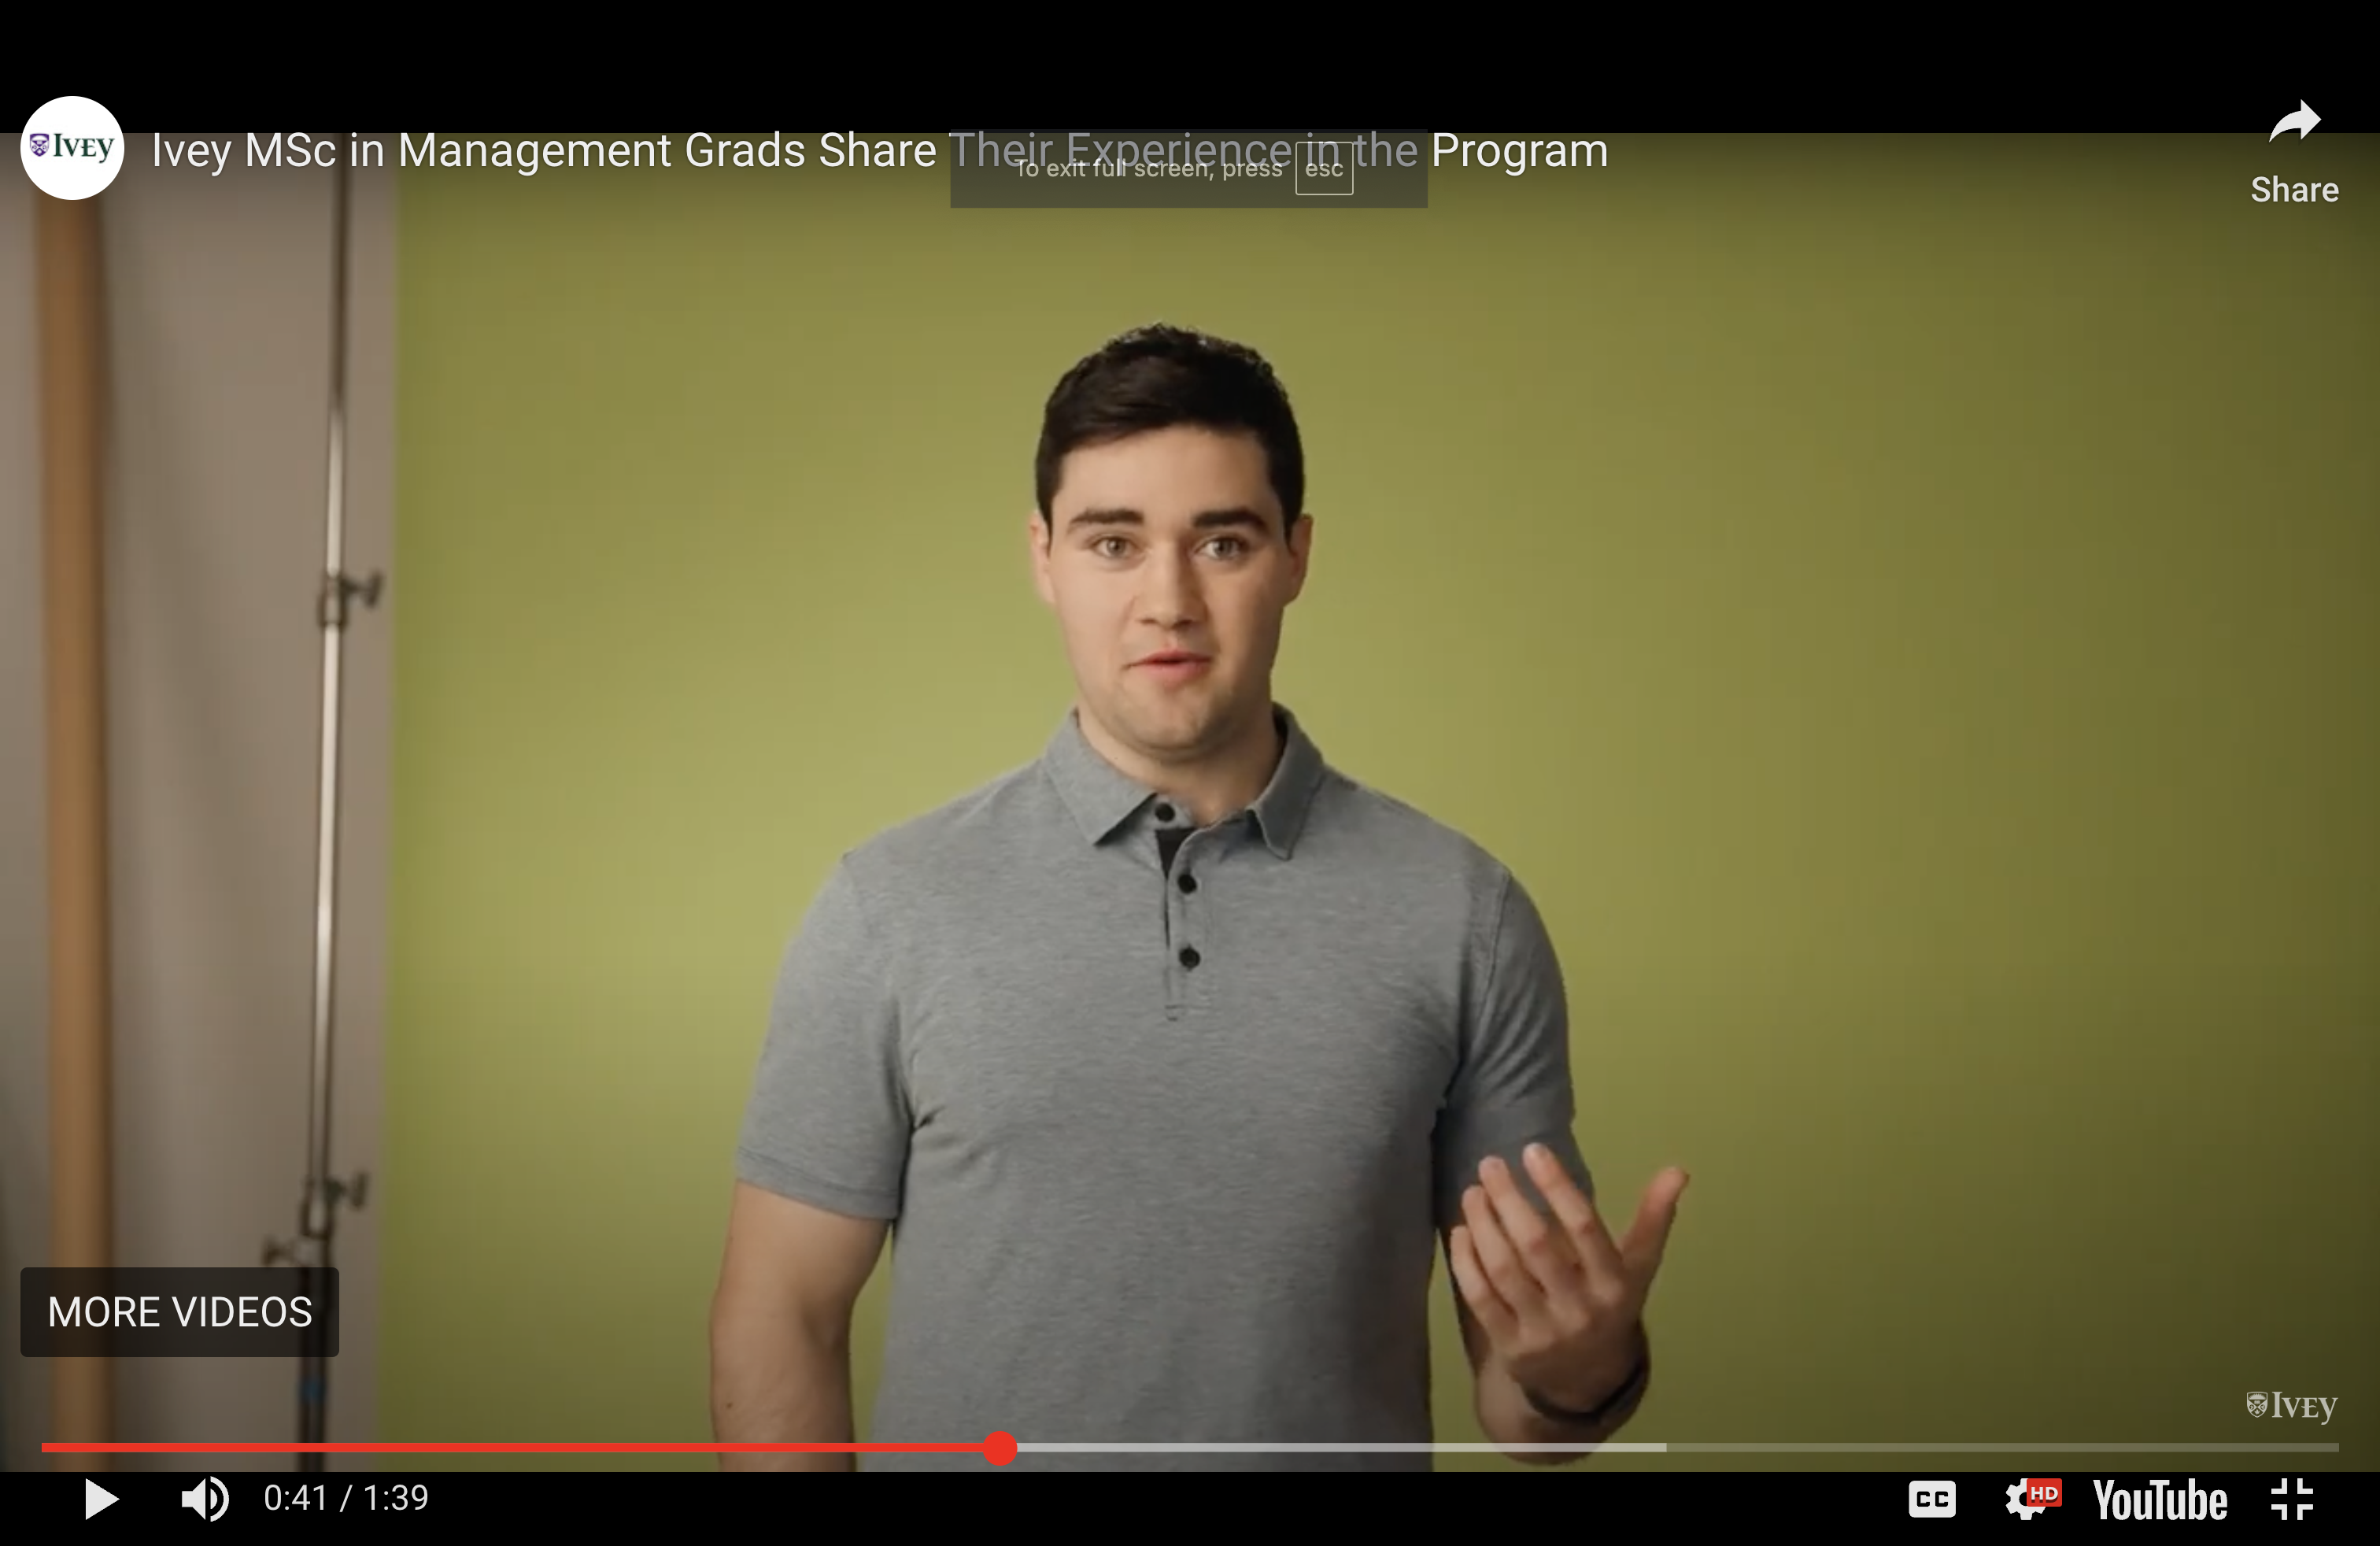 IVEY
Ivey MSc in Management Grads Share Their Experience in the Program
To exit full screen, press esc
Share
MORE VIDEOS
IVEY
0:41 / 1:39
CC
HD
YouTube